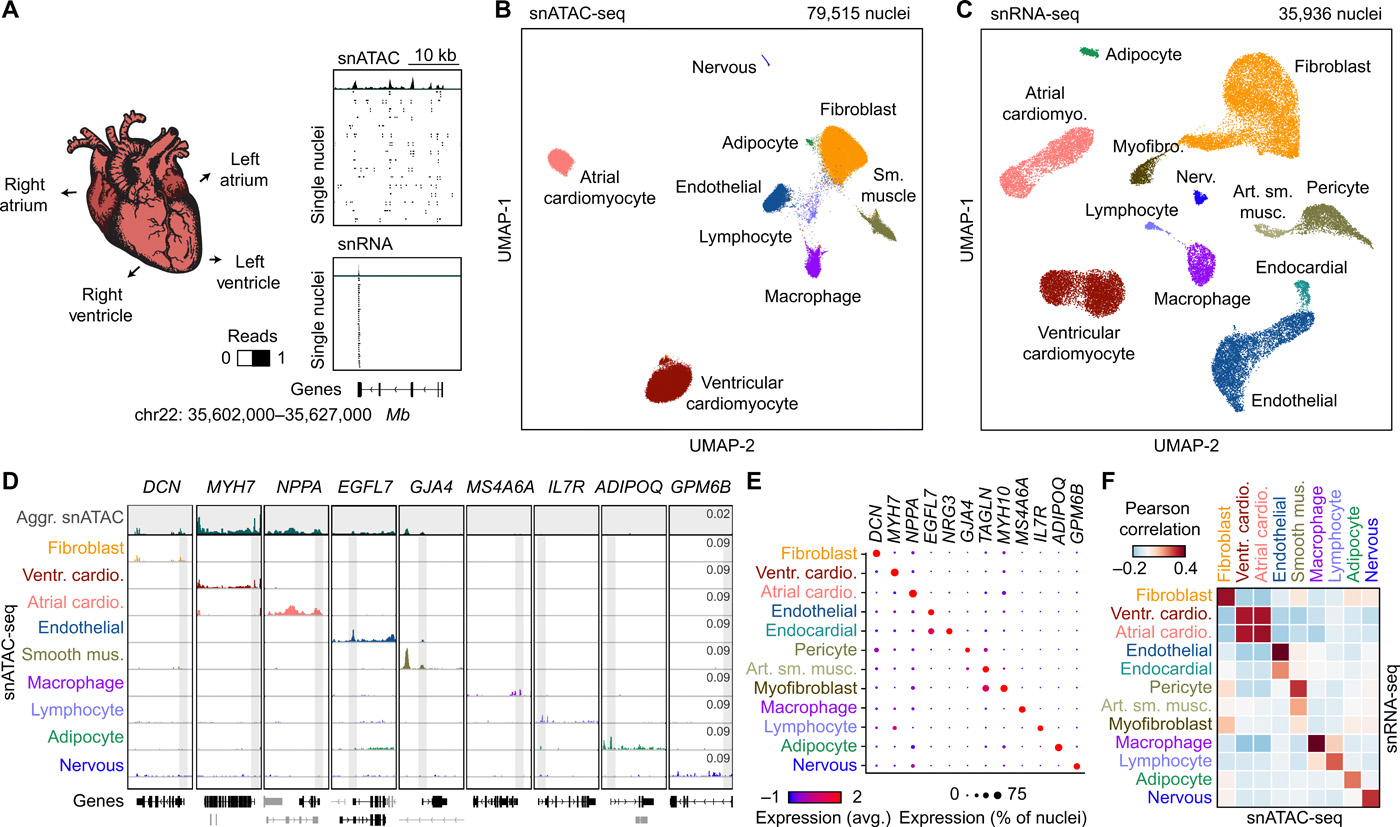 A
snATAC 10 kb
Single nuclei
snRNA
Single nuclei
Left
atrium
Right
atrium
Left
ventricle
Right
ventricle
Reads
0 1
Genes
chr22: 35,602,000–35,627,000 Mb
B
snATAC-seq 79,515 nuclei
Nervous
Fibroblast
Adipocyte
Atrial
cardiomyocyte
Endothelial
Sm.
muscle
Lymphocyte
Macrophage
Ventricular
cardiomyocyte
UMAP-1
UMAP-2
C
snRNA-seq 35,936 nuclei
Adipocyte
Fibroblast
Atrial
cardiomyo.
Myofibro.
Nerv.
Art. sm.
musc.
Pericyte
Lymphocyte
Macrophage
Endocardial
Ventricular
cardiomyocyte
Endothelial
UMAP-1
UMAP-2
D
DCN MYH7 NPPA EGFL7 GJA4 MS4A6A IL7R ADIPOQ GPM6B
snATAC-seq
Aggr. snATAC 0.02
Fibroblast 0.09
Ventr. cardio. 0.09
Atrial cardio. 0.09
Endothelial 0.09
Smooth mus. 0.09
Macrophage 0.09
Lymphocyte 0.09
Adipocyte 0.09
Nervous 0.09
Genes
E
DCN MYH7 NPPA EGFL7 NRG3 GJA4 TAGLN MYH10 MS4A6A IL7R ADIPOQ GPM6B
Fibroblast
Ventr. cardio.
Atrial cardio.
Endothelial
Endocardial
Pericyte
Art. sm. musc.
Myofibroblast
Macrophage
Lymphocyte
Adipocyte
Nervous
–1 2
Expression (avg.)
0 75
Expression (% of nuclei)
F
Pearson
correlation
–0.2 0.4
Fibroblast Ventr. cardio. Atrial cardio. Endothelial Smooth mus. Macrophage Lymphocyte Adipocyte Nervous
Fibroblast
Ventr. cardio.
Atrial cardio.
Endothelial
Endocardial
Pericyte
Art. sm. musc.
Myofibroblast
Macrophage
Lymphocyte
Adipocyte
Nervous
snRNA-seq
snATAC-seq